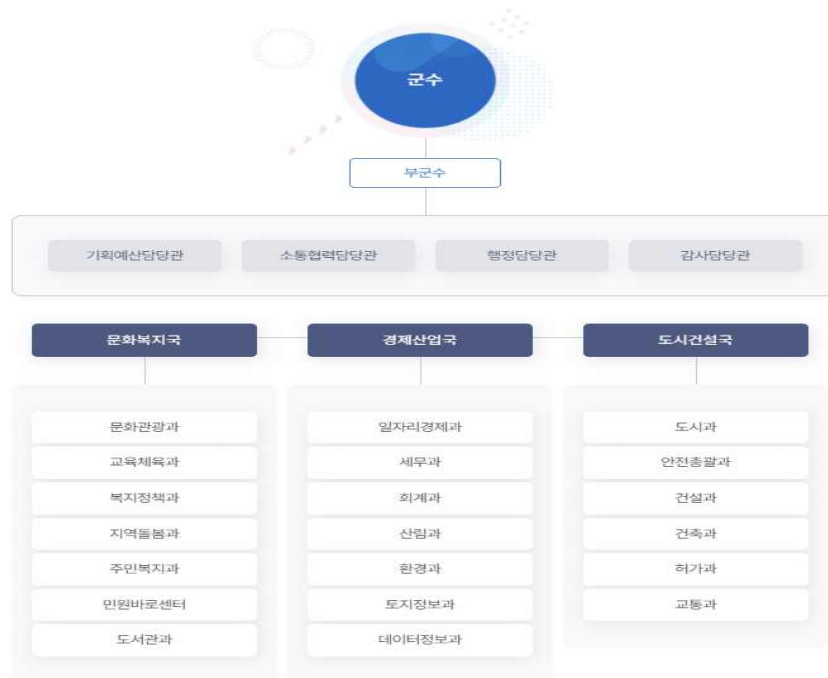 군수
부군수
기획예산담당관 소통협력담당관 행정담당관 감사담당관
문화복지국 경제산업국 도시건설국
문화관광과 일자리경제과 도시과
교육체육과 세무과 안전총괄과
복지정책과 회계과 건설과
지역돌봄과 산림과 건축과
주민복지과 환경과 허가과
민원바로센터 토지정보과 교통과
도서관과 데이터정보과